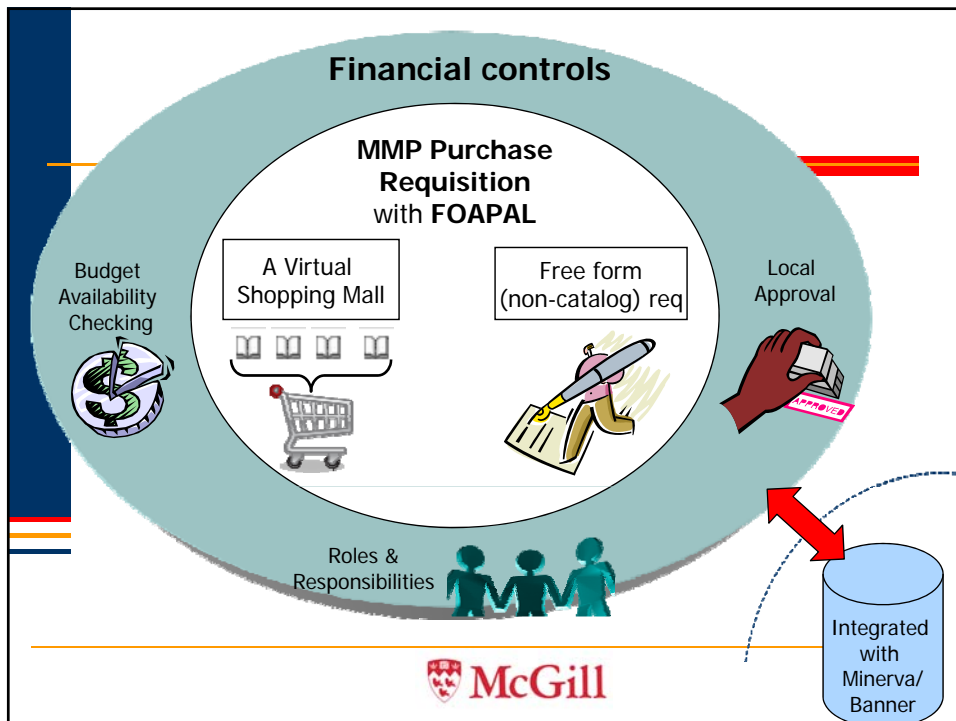 Financial controls
MMP Purchase
Requisition
with FOAPAL
A Virtual
Shopping Mall
Free form
(non-catalog) req
Budget
Availability
Checking
Local
Approval
APPROVED
Roles &
Responsibilities
Integrated
with
Minerva/
Banner
McGill